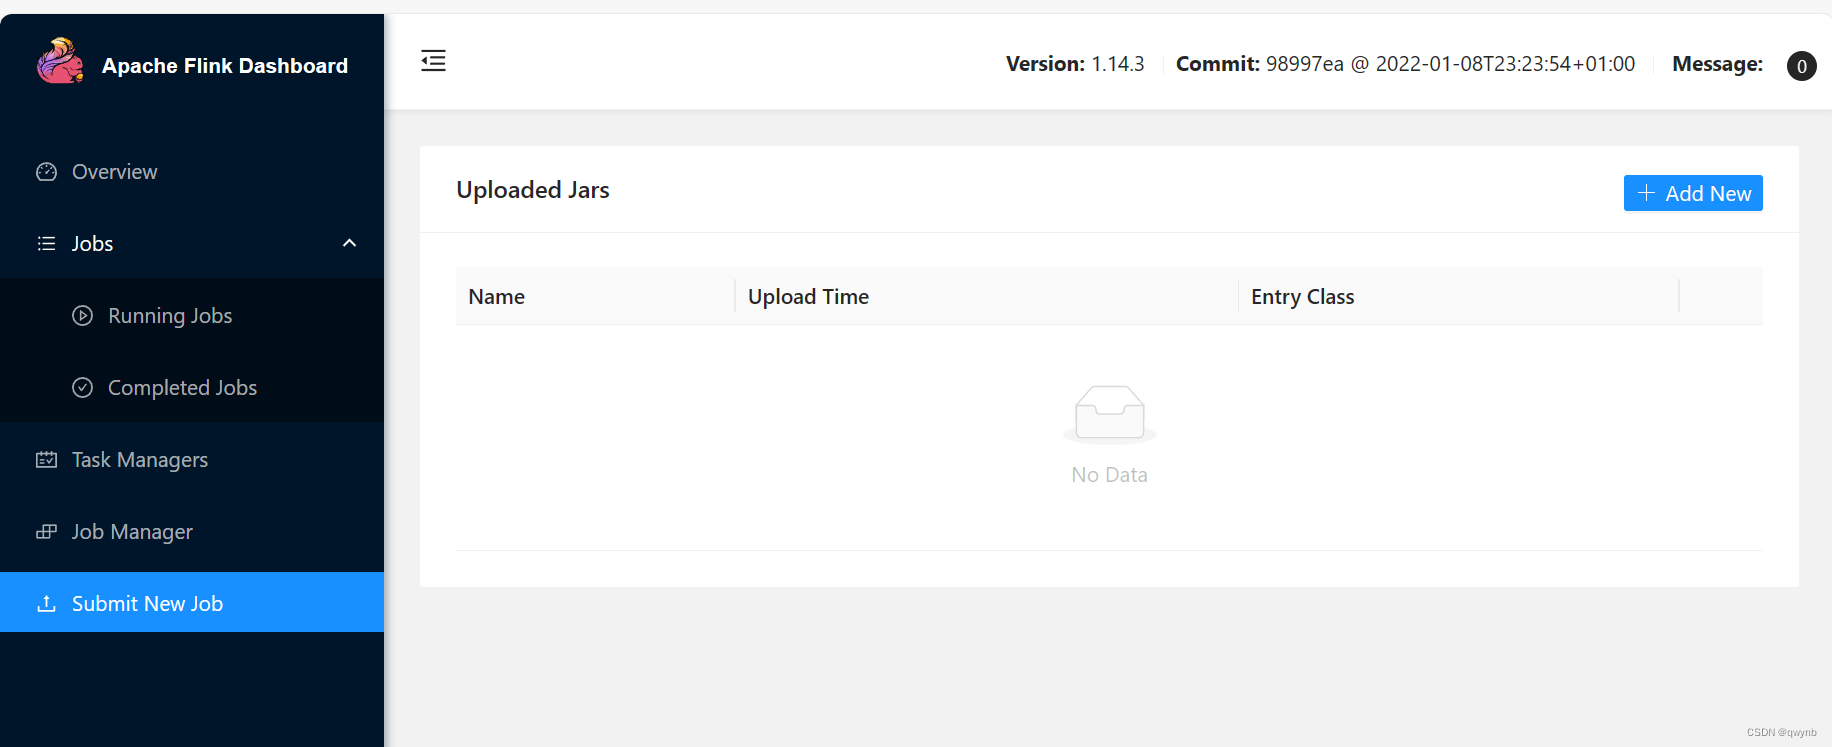 Apache Flink Dashboard
Version: 1.14.3 Commit: 98997ea @ 2022-01-08T23:23:54+01:00 Message: 0
Overview
Jobs
Running Jobs
Completed Jobs
Task Managers
Job Manager
Submit New Job
Uploaded Jars
Add New
Name Upload Time Entry Class
No Data
CSDN @qwynb